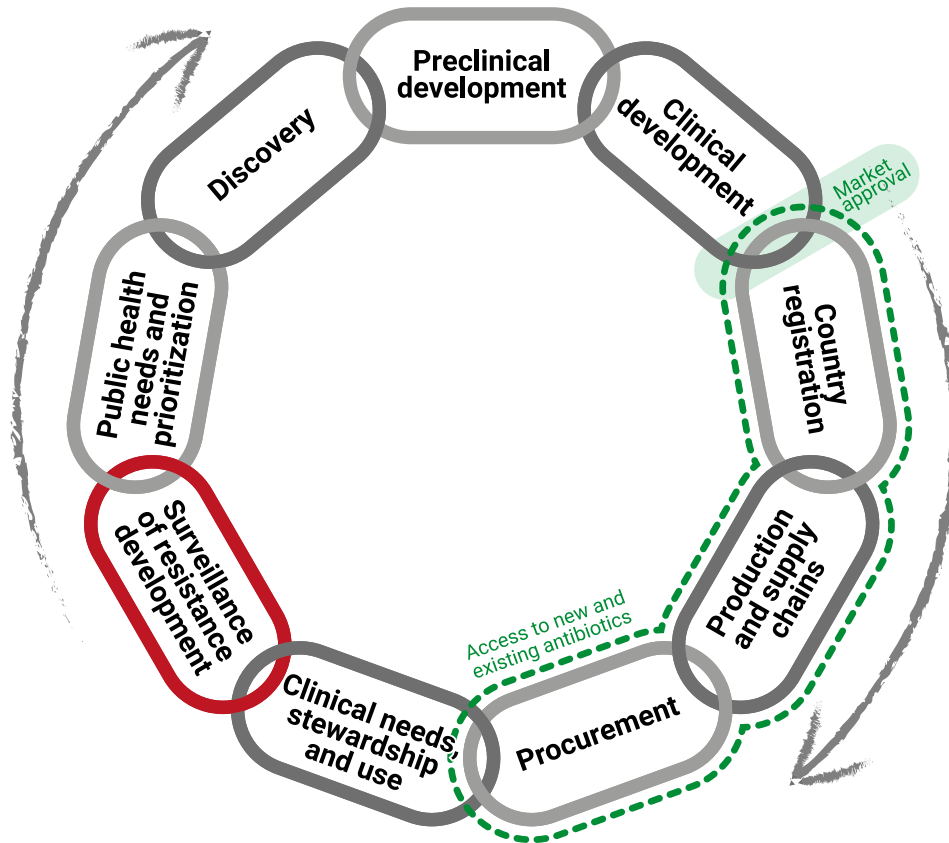 Preclinical
development
Clinical
development
Market
approval
Country
registration
Production
and supply
chains
Access to new and
existing antibiotics
Procurement
Clinical needs,
stewardship
and use
Surveillance
of resistance
development
Public health
needs and
prioritization
Discovery